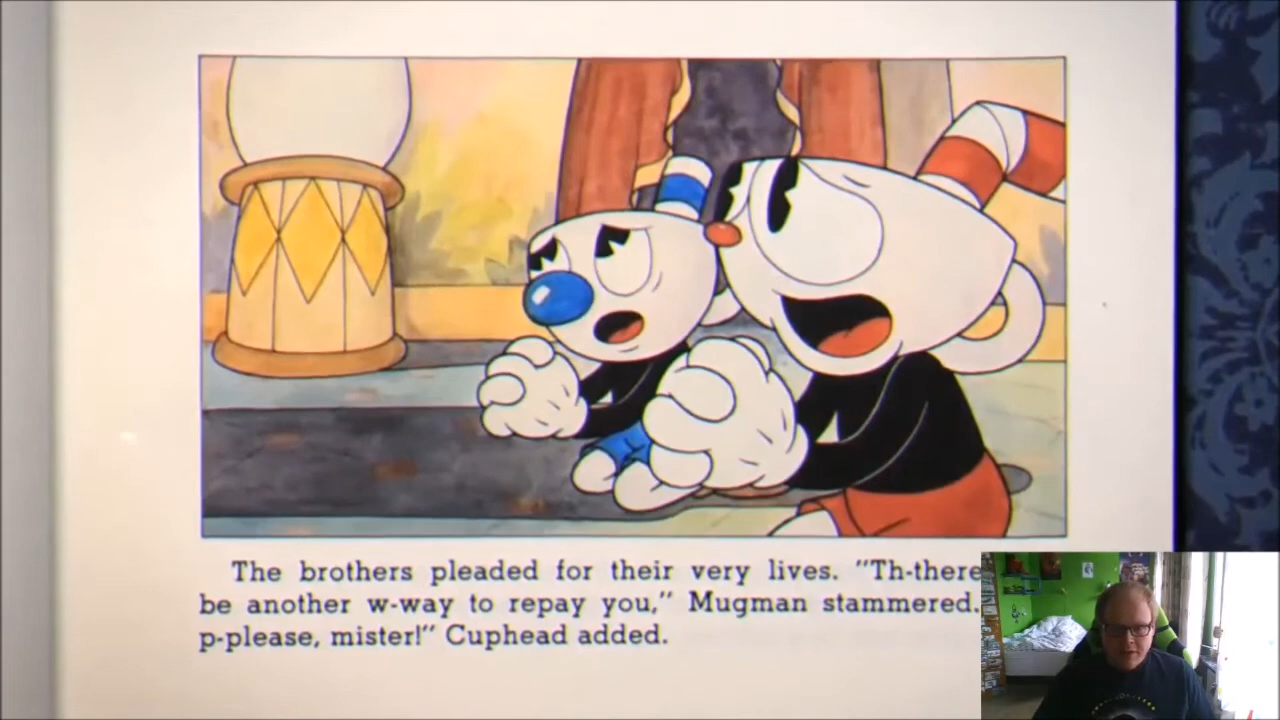 The brothers pleaded for their very lives. "Th-there
be another w-way to repay you," Mugman stammered.
p-please, mister!" Cuphead added.